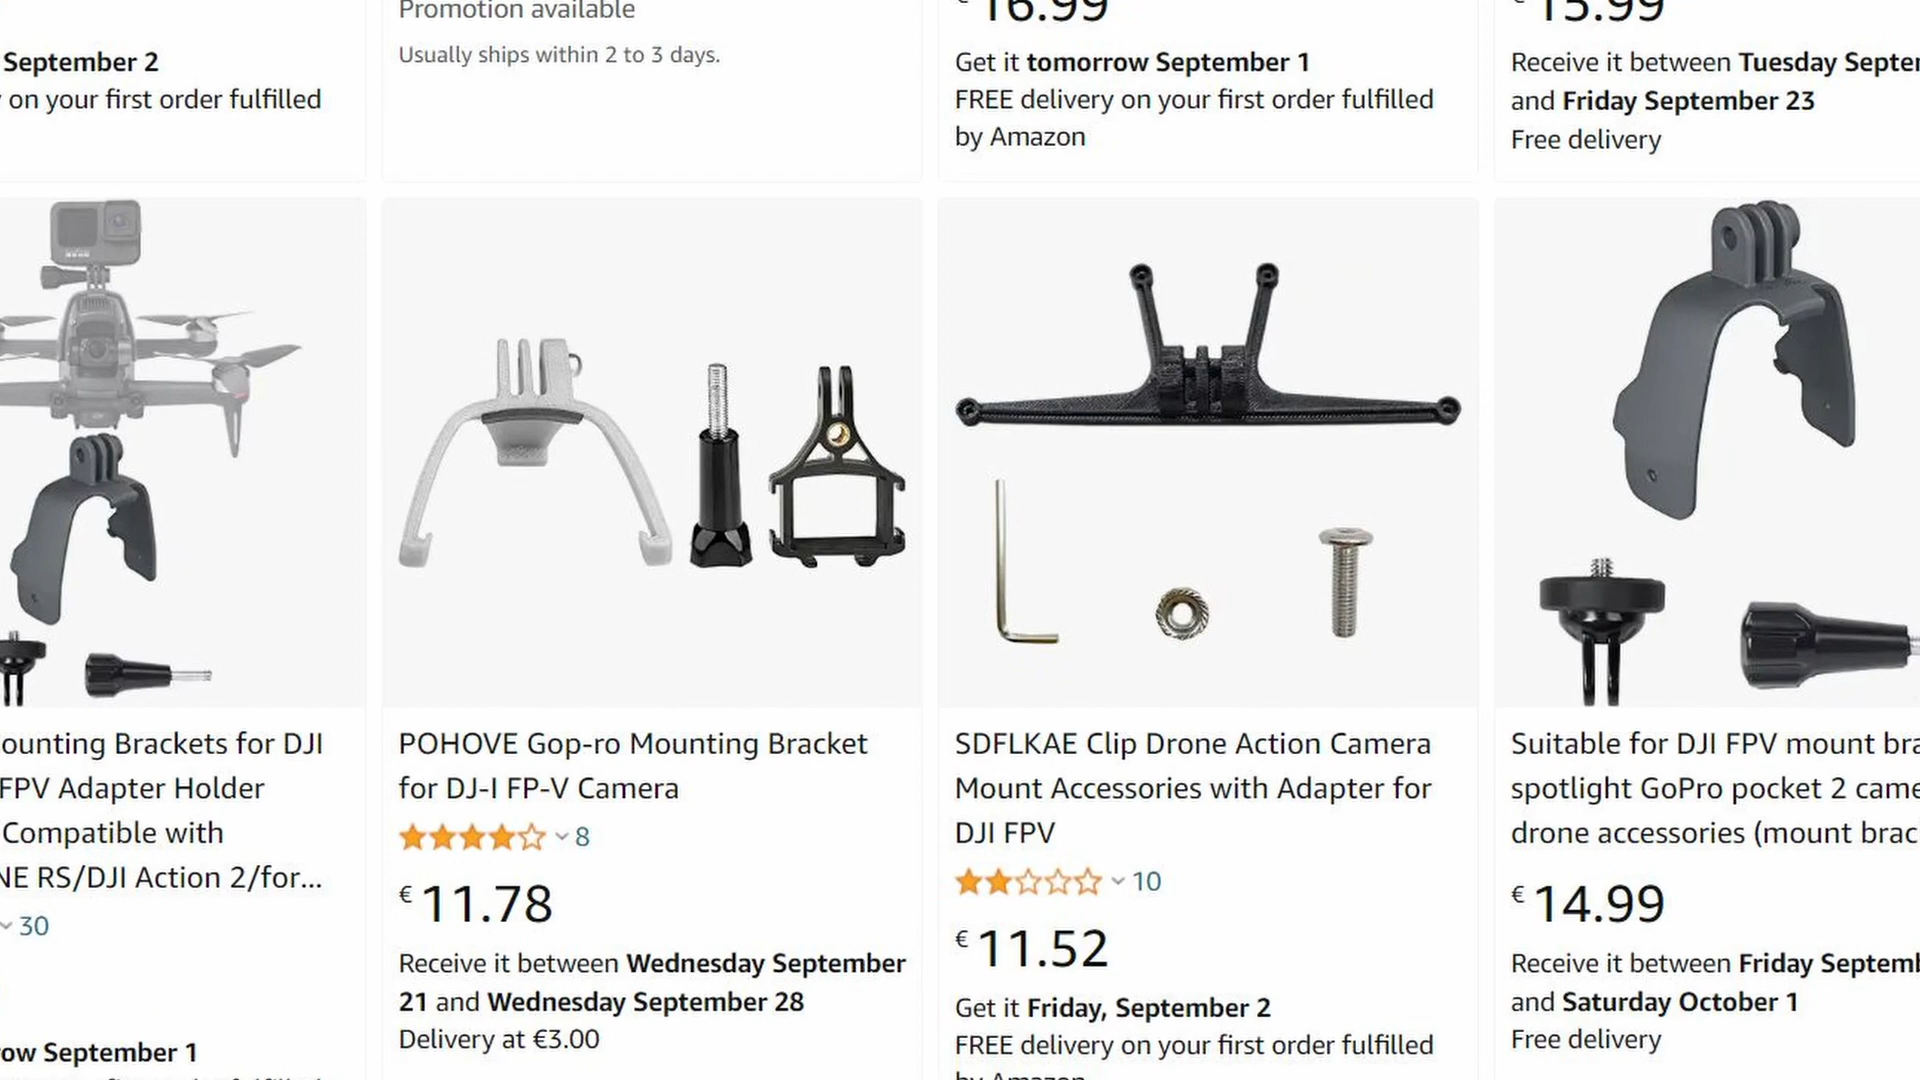 September 2
on your first order fulfilled
Promotion available
Usually ships within 2 to 3 days.
€ 16.99
Get it tomorrow September 1
FREE delivery on your first order fulfilled
by Amazon
€ 15.99
Receive it between Tuesday
and Friday September 23
Free delivery
ounting Brackets for DJI
FPV Adapter Holder
Compatible with
NE RS/DJI Action 2/for...
30
ow September 1
POHOVE Gop-ro Mounting Bracket
for DJ-I FP-V Camera
8
€ 11.78
Receive it between Wednesday September
21 and Wednesday September 28
Delivery at €3.00
SDFLKAE Clip Drone Action Camera
Mount Accessories with Adapter for
DJI FPV
10
€ 11.52
Get it Friday, September 2
FREE delivery on your first order fulfilled
by Amazon
Suitable for DJI FPV mount bra
spotlight GoPro pocket 2 came
drone accessories (mount brac
€ 14.99
Receive it between Friday Septemb
and Saturday October 1
Free delivery